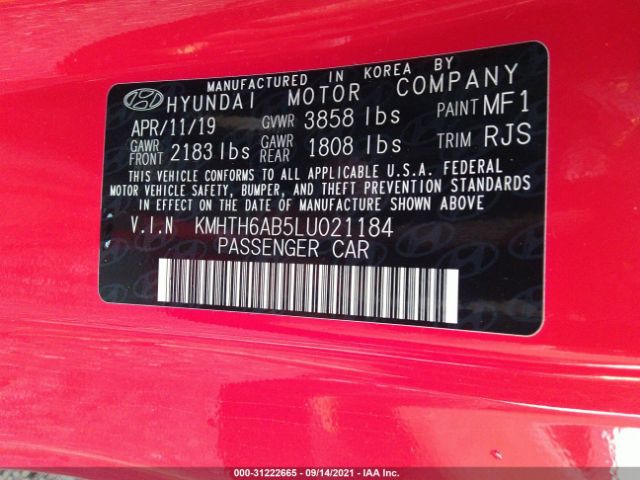 MANUFACTURED IN KOREA BY
HYUNDAI MOTOR COMPANY
APR/11/19 GVWR 3858 lbs PAINT MF1
GAWR FRONT 2183 lbs GAWR REAR 1808 lbs TRIM RJS
THIS VEHICLE CONFORMS TO ALL APPLICABLE U.S.A. FEDERAL
MOTOR VEHICLE SAFETY, BUMPER, AND THEFT PREVENTION STANDARDS
IN EFFECT ON THE DATE OF MANUFACTURE SHOWN ABOVE
V.I.N KMHTH6AB5LU021184
PASSENGER CAR
000-31222665 - 09/14/2021 - IAA Inc.